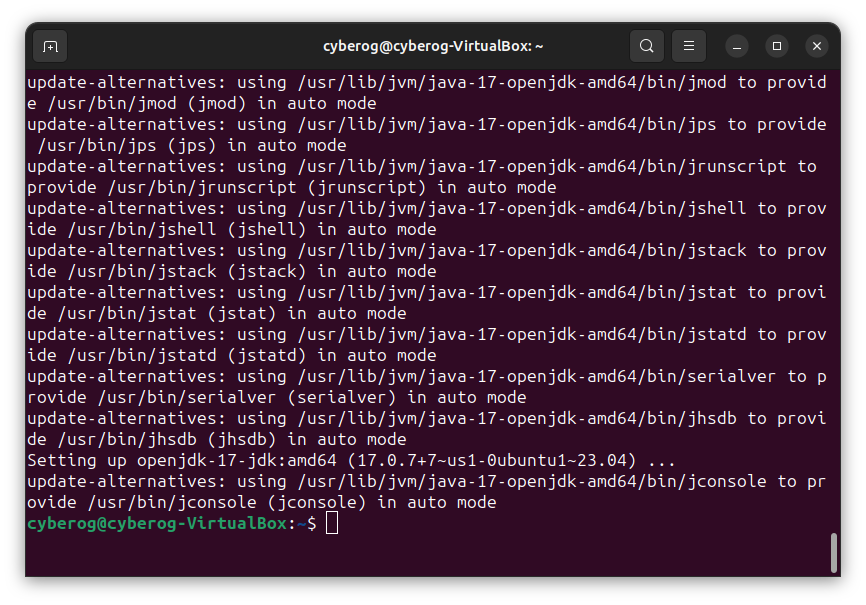 cyberog@cyberog-VirtualBox: ~
update-alternatives: using /usr/lib/jvm/java-17-openjdk-amd64/bin/jmod to provid
e /usr/bin/jmod (jmod) in auto mode
update-alternatives: using /usr/lib/jvm/java-17-openjdk-amd64/bin/jps to provide
 /usr/bin/jps (jps) in auto mode
update-alternatives: using /usr/lib/jvm/java-17-openjdk-amd64/bin/jrunscript to
provide /usr/bin/jrunscript (jrunscript) in auto mode
update-alternatives: using /usr/lib/jvm/java-17-openjdk-amd64/bin/jshell to prov
ide /usr/bin/jshell (jshell) in auto mode
update-alternatives: using /usr/lib/jvm/java-17-openjdk-amd64/bin/jstack to prov
ide /usr/bin/jstack (jstack) in auto mode
update-alternatives: using /usr/lib/jvm/java-17-openjdk-amd64/bin/jstat to provi
de /usr/bin/jstat (jstat) in auto mode
update-alternatives: using /usr/lib/jvm/java-17-openjdk-amd64/bin/jstatd to prov
ide /usr/bin/jstatd (jstatd) in auto mode
update-alternatives: using /usr/lib/jvm/java-17-openjdk-amd64/bin/serialver to p
rovide /usr/bin/serialver (serialver) in auto mode
update-alternatives: using /usr/lib/jvm/java-17-openjdk-amd64/bin/jhsdb to provi
de /usr/bin/jhsdb (jhsdb) in auto mode
Setting up openjdk-17-jdk:amd64 (17.0.7+7~us1-0ubuntu1~23.04) ...
update-alternatives: using /usr/lib/jvm/java-17-openjdk-amd64/bin/jconsole to pr
ovide /usr/bin/jconsole (jconsole) in auto mode
cyberog@cyberog-VirtualBox:~$